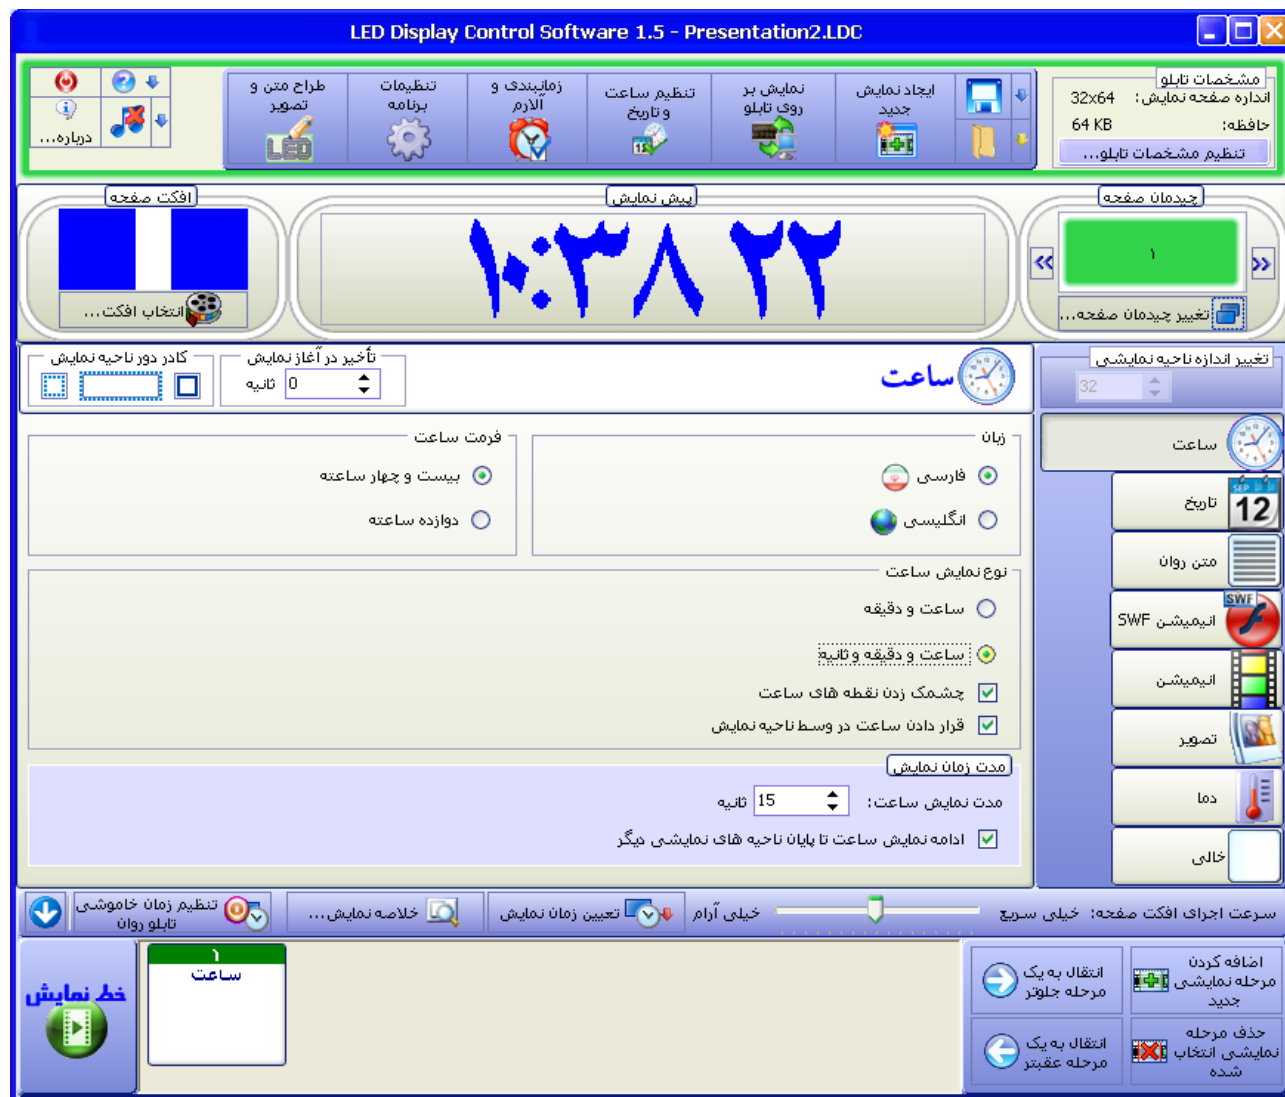 LED Display Control Software 1.5 - Presentation2.LDC
مشخصات تابلو
اندازه صفحه نمایش: 32x64
حافظه: 64 KB
تنظیم مشخصات تابلو...
ایجاد نمایش
جدید
نمایش بر
روی تابلو
تنظیم ساعت
و تاریخ
زمانبندی و
آلارم
تنظیمات
برنامه
طراح متن و
تصویر
LED
درباره...
چیدمان صفحه
۱
تغییر چیدمان صفحه...
پیش نمایش
۱۰:۳۸ ۲۲
افکت صفحه
انتخاب افکت...
تغییر اندازه ناحیه نمایشی
32
ساعت
تأخیر در آغاز نمایش
0 ثانیه
کادر دور ناحیه نمایش
ساعت
SEP
12
تاریخ
متن روان
SWF
انیمیشن SWF
انیمیشن
تصویر
دما
خالی
زبان
فارسی
انگلیسی
فرمت ساعت
بیست و چهار ساعته
دوازده ساعته
نوع نمایش ساعت
ساعت و دقیقه
ساعت و دقیقه و ثانیه
چشمک زدن نقطه های ساعت
قرار دادن ساعت در وسط ناحیه نمایش
مدت زمان نمایش
مدت نمایش ساعت: 15 ثانیه
ادامه نمایش ساعت تا پایان ناحیه های نمایشی دیگر
سرعت اجرای افکت صفحه: خیلی سریع
خیلی آرام
تعیین زمان نمایش
خلاصه نمایش...
تنظیم زمان خاموشی
تابلو روان
اضافه کردن
مرحله نمایشی
جدید
انتقال به یک
مرحله جلوتر
حذف مرحله
نمایشی انتخاب
شده
انتقال به یک
مرحله عقبتر
۱
ساعت
خط نمایش